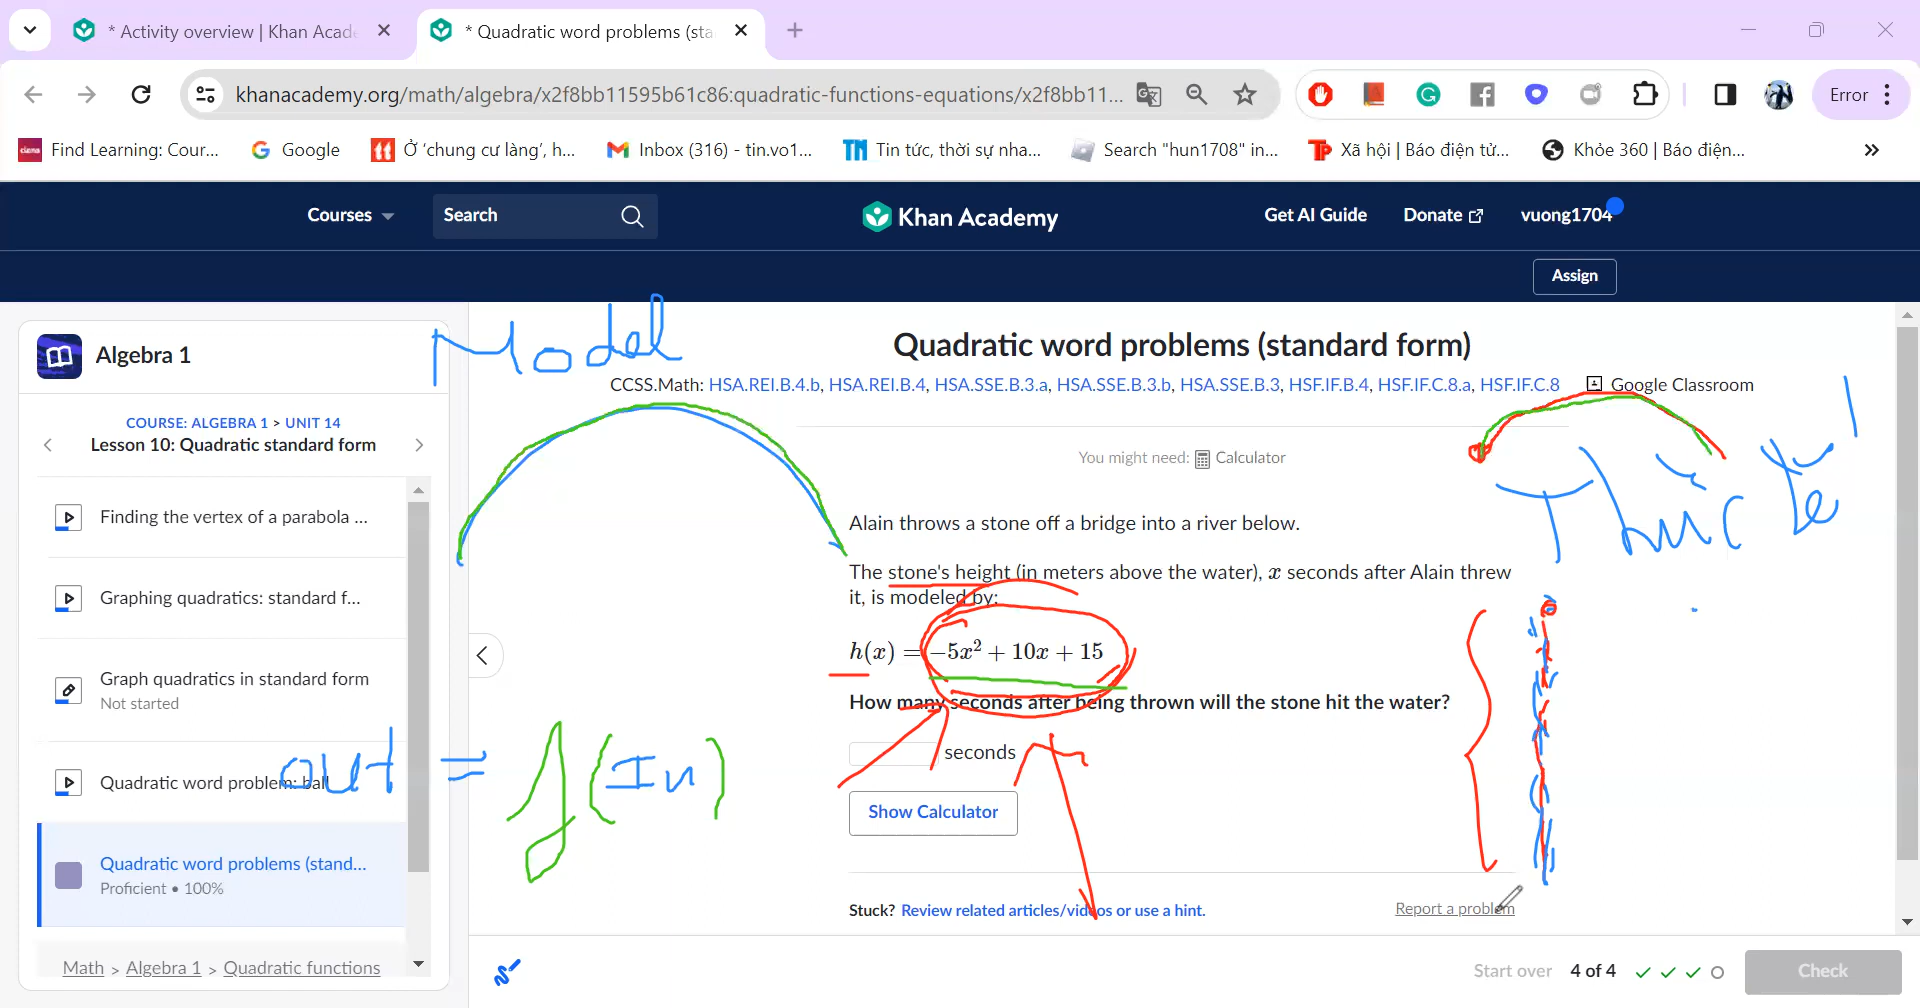 * Activity overview | Khan Acade
* Quadratic word problems (sta
khanacademy.org/math/algebra/x2f8bb11595b61c86:quadratic-functions-equations/x2f8bb11...
Error
Find Learning: Cour...
Google
Ở 'chung cư làng', h...
Inbox (316) - tin.vo1...
Tin tức, thời sự nha...
Search "hun1708" in...
Xã hội | Báo điện tử...
Khỏe 360 | Báo điện...
»
Courses
Search
Khan Academy
Get AI Guide
Donate
vuong1704
Assign
Model
Algebra 1
COURSE: ALGEBRA 1 > UNIT 14
Lesson 10: Quadratic standard form
Finding the vertex of a parabola ...
Graphing quadratics: standard f...
Graph quadratics in standard form
Not started
Quadratic word problem: ball
Quadratic word problems (stand...
Proficient • 100%
Math > Algebra 1 > Quadratic functions
out = f(In)
Quadratic word problems (standard form)
CCSS.Math: HSA.REI.B.4.b, HSA.REI.B.4, HSA.SSE.B.3.a, HSA.SSE.B.3.b, HSA.SSE.B.3, HSF.IF.B.4, HSF.IF.C.8.a, HSF.IF.C.8
Google Classroom
You might need: Calculator
Thực tế
Alain throws a stone off a bridge into a river below.
The stone's height (in meters above the water), x seconds after Alain threw
it, is modeled by:
h(x) = −5x² + 10x + 15
How many seconds after being thrown will the stone hit the water?
seconds
Show Calculator
Stuck? Review related articles/videos or use a hint.
Report a problem
Start over
4 of 4
Check